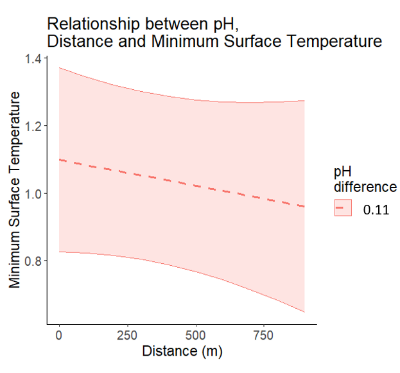 Relationship between pH,
Distance and Minimum Surface Temperature
Minimum Surface Temperature
1.4
1.2
1.0
0.8
0
250
500
750
Distance (m)
pH
difference
0.11